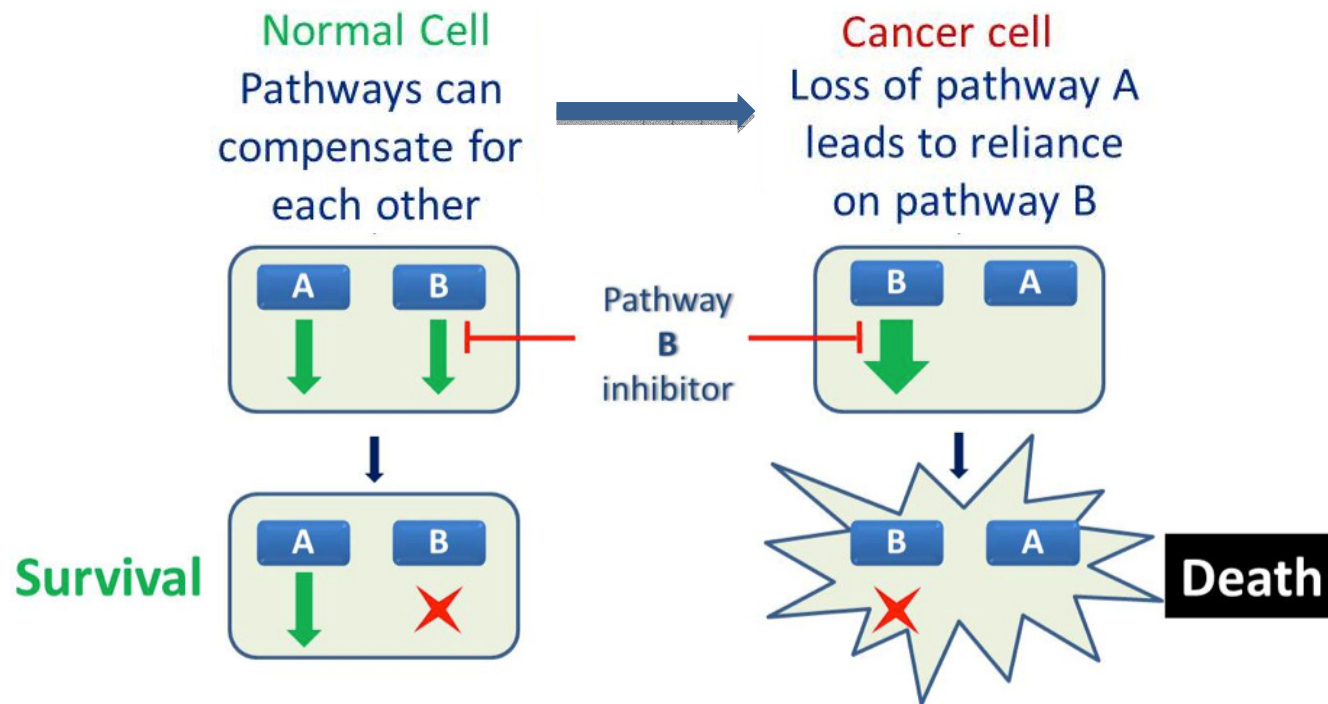 Normal Cell
Pathways can
compensate for
each other
Cancer cell
Loss of pathway A
leads to reliance
on pathway B
A
B
Pathway
B
inhibitor
B
A
Survival
A
B
B
A
Death